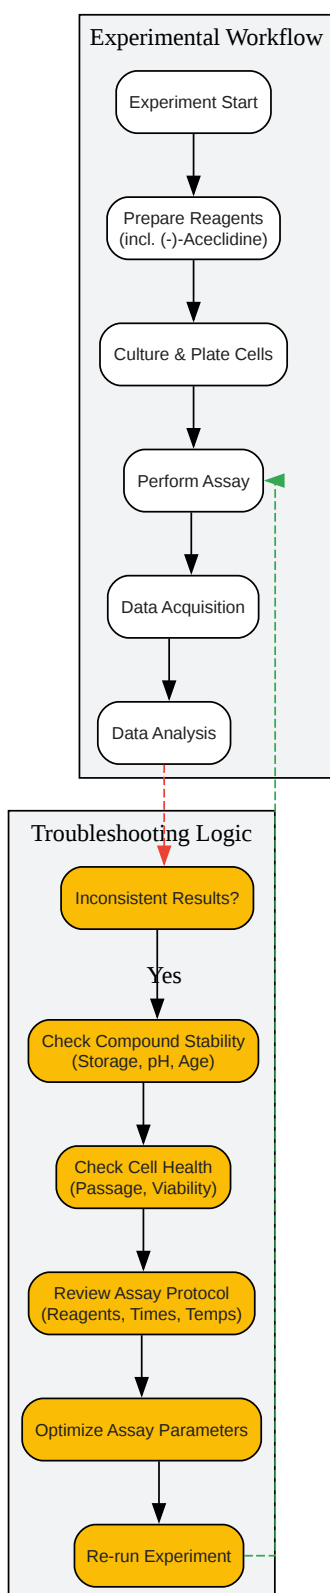 Experimental Workflow
Experiment Start
Prepare Reagents
(incl. (-)-Aceclidine)
Culture & Plate Cells
Perform Assay
Data Acquisition
Data Analysis
Troubleshooting Logic
Inconsistent Results?
Yes
Check Compound Stability
(Storage, pH, Age)
Check Cell Health
(Passage, Viability)
Review Assay Protocol
(Reagents, Times, Temps)
Optimize Assay Parameters
Re-run Experiment